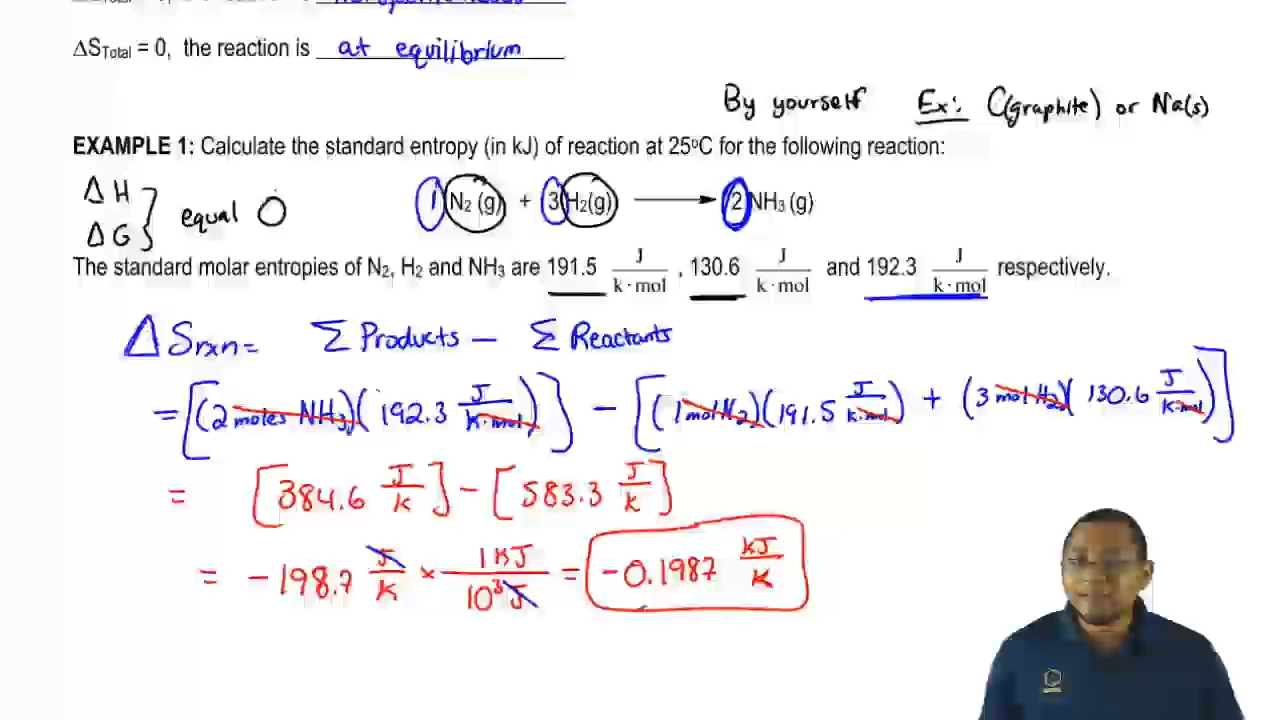 ΔSTotal = 0, the reaction is at equilibrium
By yourself Ex: C(graphite) or Na(s)
EXAMPLE 1: Calculate the standard entropy (in kJ) of reaction at 25ºC for the following reaction:
ΔH
ΔG } equal 0
1 N₂ (g) + 3 H₂(g) → 2 NH₃ (g)
The standard molar entropies of N₂, H₂ and NH₃ are 191.5 J/k·mol , 130.6 J/k·mol and 192.3 J/k·mol respectively.
ΔSrxn = Σ Products – Σ Reactants
= [(2 moles NH₃)(192.3 J/K·mol)] – [(1 mol N₂)(191.5 J/K·mol) + (3 mol H₂)(130.6 J/K·mol)]
= [384.6 J/K] – [583.3 J/K]
= -198.7 J/K × 1 kJ/10³ J = -0.1987 kJ/K